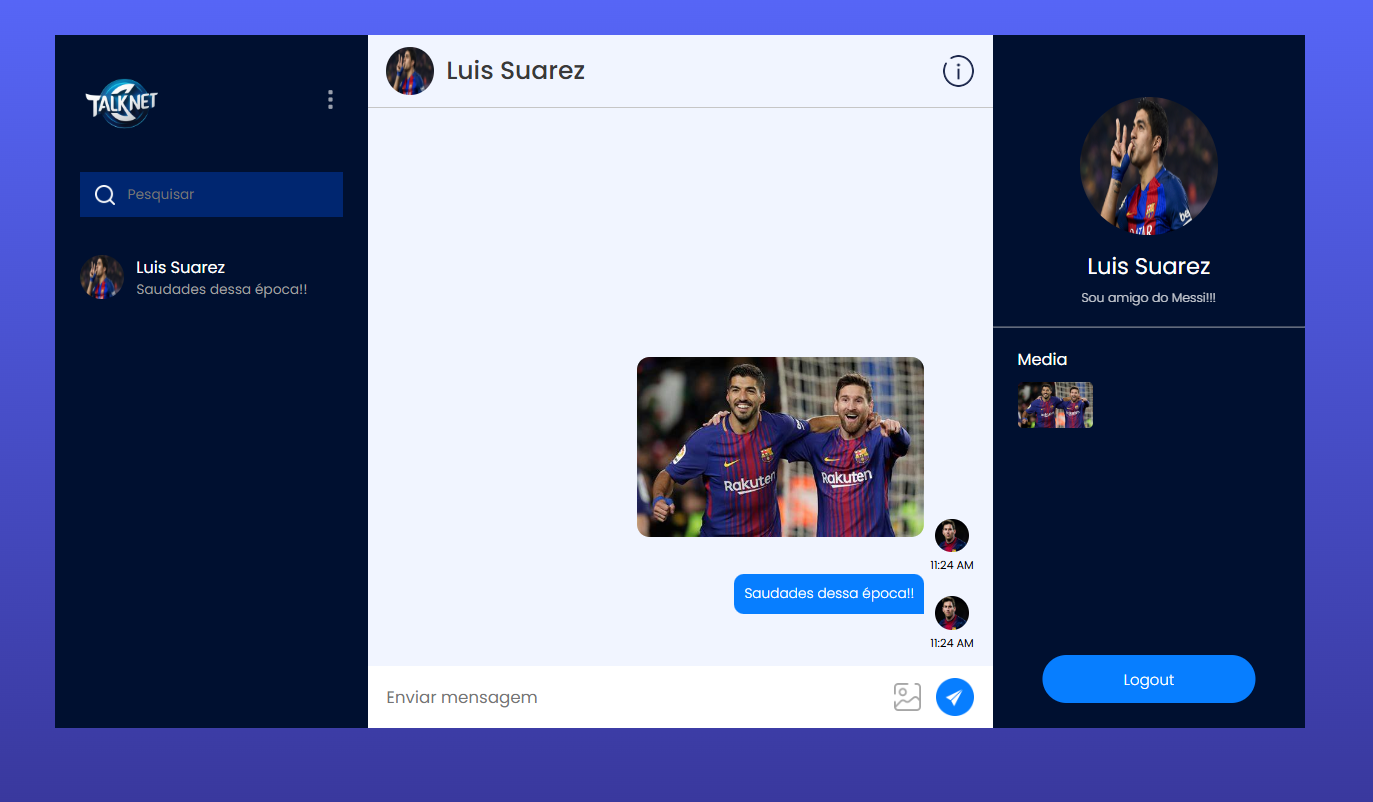 TALKNET
Pesquisar
Luis Suarez
Saudades dessa época!!
Luis Suarez
Rakuten
Rakuten
11:24 AM
Saudades dessa época!!
11:24 AM
Enviar mensagem
Luis Suarez
Sou amigo do Messi!!!
Media
Logout